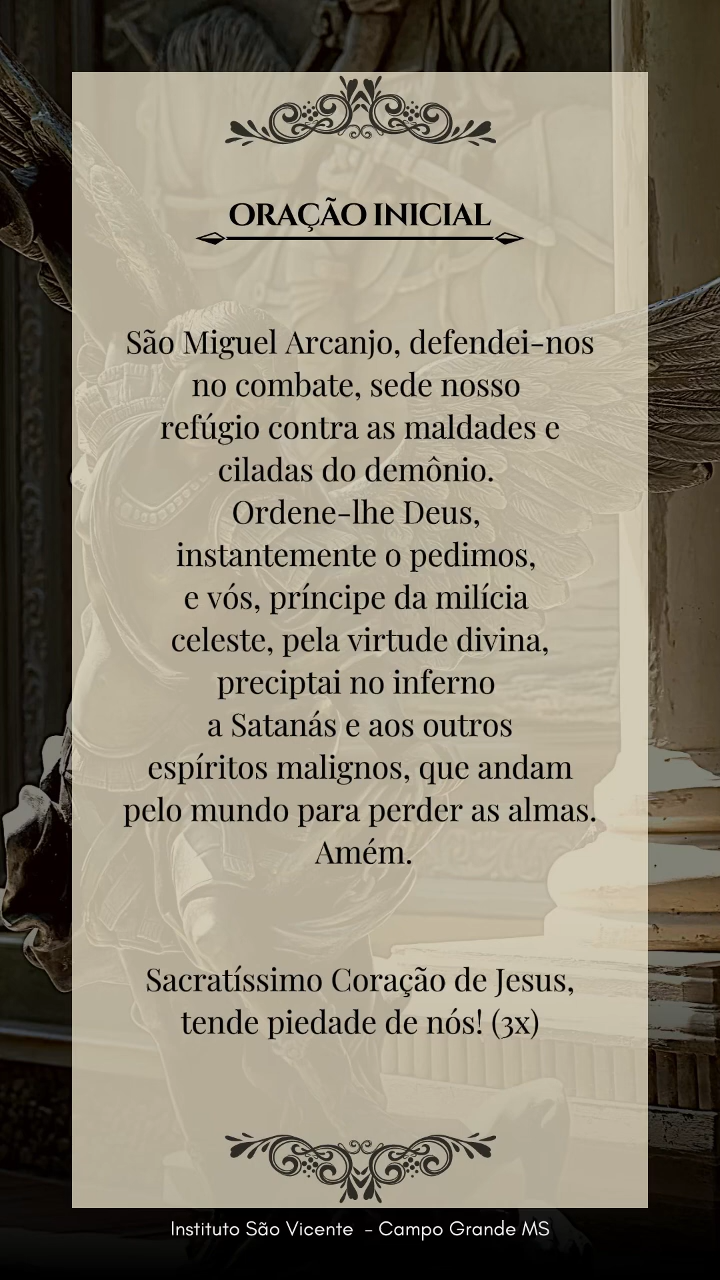 ORAÇÃO INICIAL
São Miguel Arcanjo, defendei-nos
no combate, sede nosso
refúgio contra as maldades e
ciladas do demônio.
Ordene-lhe Deus,
instantemente o pedimos,
e vós, príncipe da milícia
celeste, pela virtude divina,
preciptai no inferno
a Satanás e aos outros
espíritos malignos, que andam
pelo mundo para perder as almas.
Amém.
Sacratíssimo Coração de Jesus,
tende piedade de nós! (3x)
Instituto São Vicente - Campo Grande MS